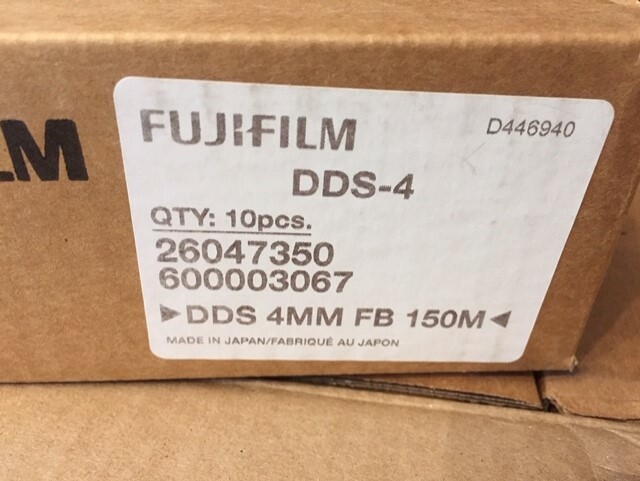 LM
FUJIFILM
D446940
DDS-4
QTY: 10pcs.
26047350
600003067
►DDS 4MM FB 150M◄
MADE IN JAPAN/FABRIQUÉ AU JAPON